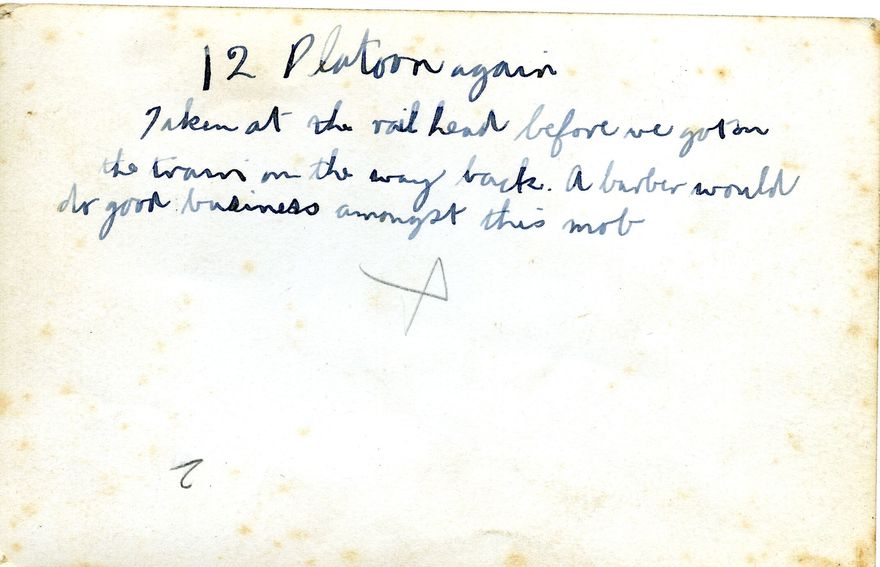 12 Platoon again
Taken at the rail head before we got on
the train on the way back. A barber would
do good business amongst this mob